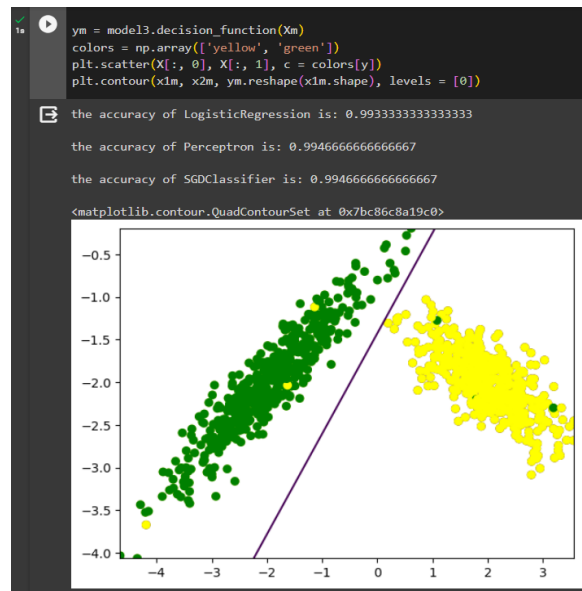 1s
ym = model3.decision_function(Xm)
colors = np.array(['yellow', 'green'])
plt.scatter(X[:, 0], X[:, 1], c = colors[y])
plt.contour(x1m, x2m, ym.reshape(x1m.shape), levels = [0])
the accuracy of LogisticRegression is: 0.9933333333333333
the accuracy of Perceptron is: 0.9946666666666667
the accuracy of SGDClassifier is: 0.9946666666666667
<matplotlib.contour.QuadContourSet at 0x7bc86c8a19c0>
−0.5
−1.0
−1.5
−2.0
−2.5
−3.0
−3.5
−4.0
−4 −3 −2 −1 0 1 2 3